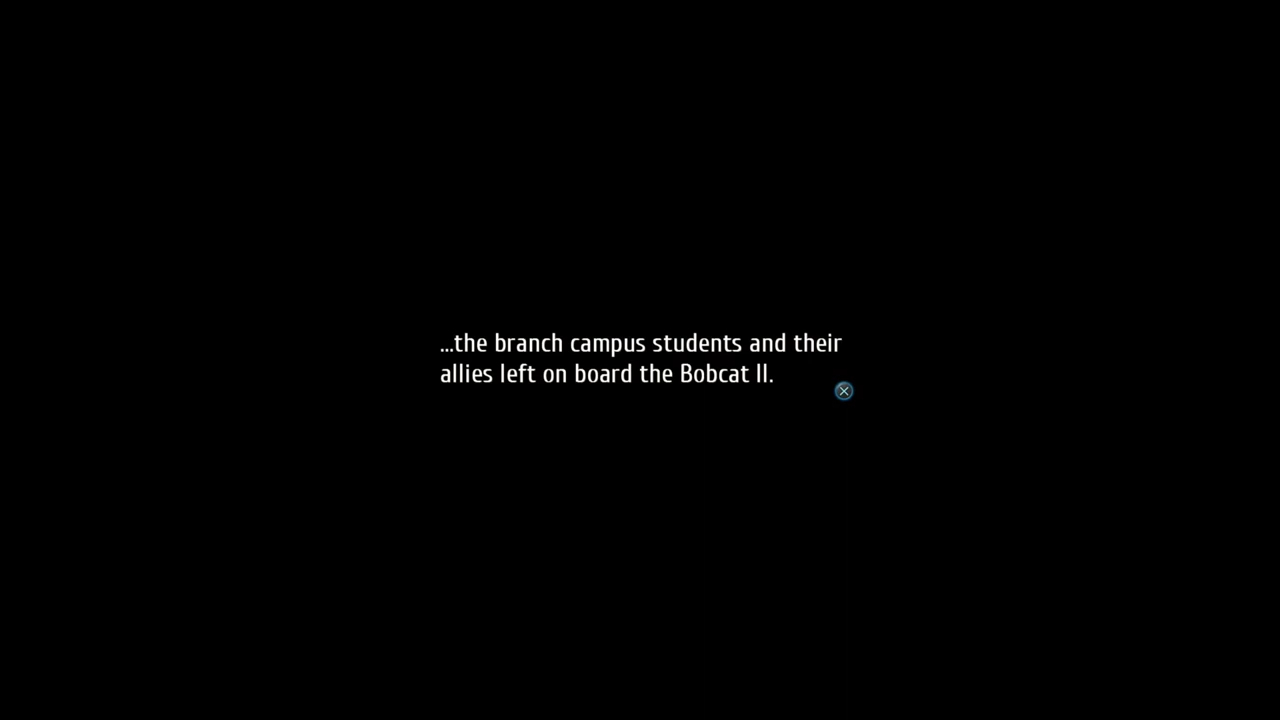 ...the branch campus students and their
allies left on board the Bobcat II.